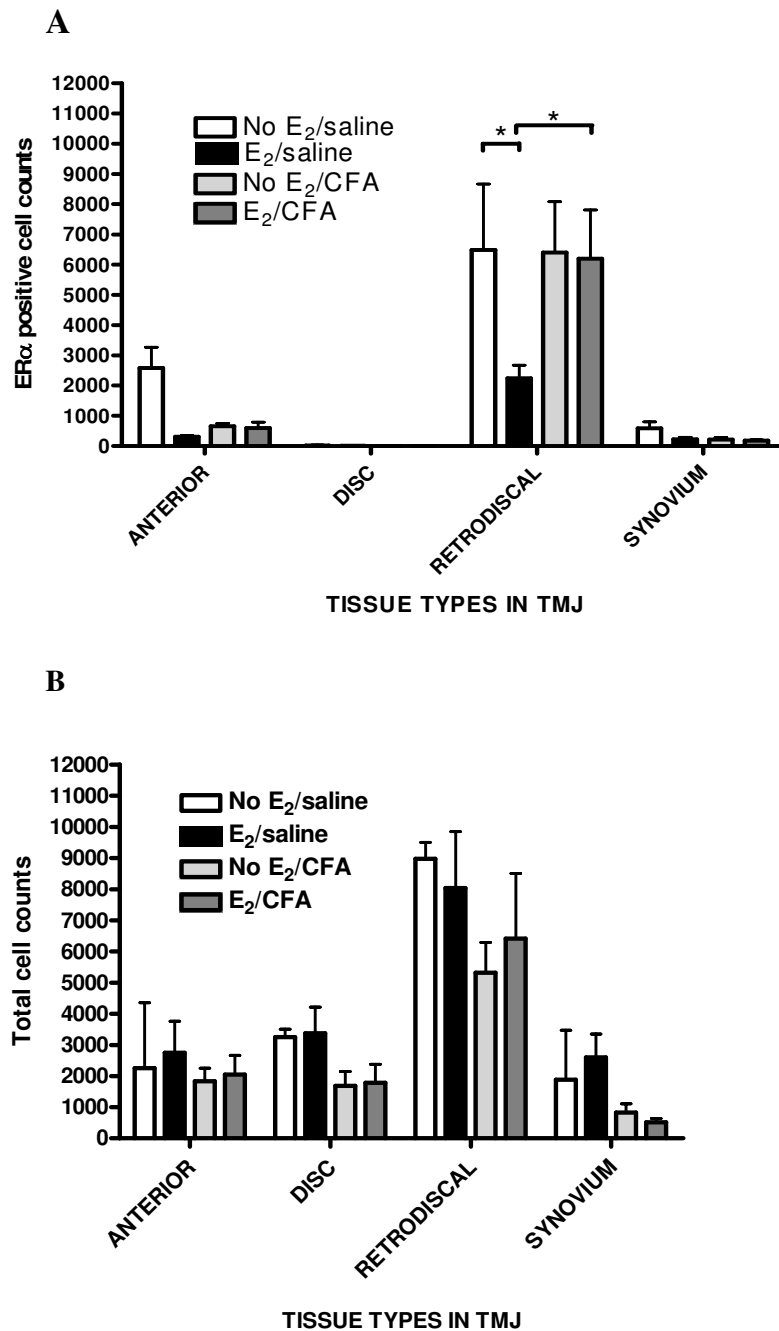 A
12000
11000
10000
9000
8000
7000
6000
5000
4000
3000
2000
1000
0
ERα positive cell counts
No E₂/saline
E₂/saline
No E₂/CFA
E₂/CFA
* *
ANTERIOR
DISC
RETRODISCAL
SYNOVIUM
TISSUE TYPES IN TMJ
B
12000
11000
10000
9000
8000
7000
6000
5000
4000
3000
2000
1000
0
Total cell counts
No E₂/saline
E₂/saline
No E₂/CFA
E₂/CFA
ANTERIOR
DISC
RETRODISCAL
SYNOVIUM
TISSUE TYPES IN TMJ